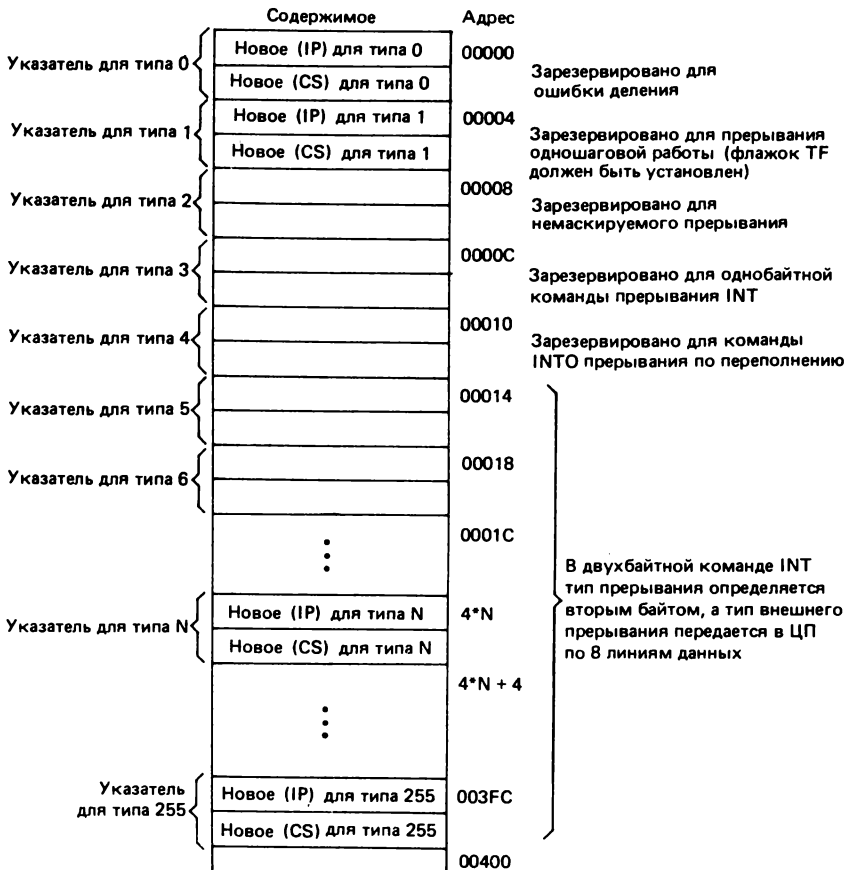 Содержимое
Адрес
Указатель для типа 0
Новое (IP) для типа 0
00000
Новое (CS) для типа 0
Зарезервировано для
ошибки деления
Указатель для типа 1
Новое (IP) для типа 1
00004
Новое (CS) для типа 1
Зарезервировано для прерывания
одношаговой работы (флажок TF
должен быть установлен)
Указатель для типа 2
00008
Зарезервировано для
немаскируемого прерывания
Указатель для типа 3
0000C
Зарезервировано для однобайтной
команды прерывания INT
Указатель для типа 4
00010
Зарезервировано для команды
INTO прерывания по переполнению
Указатель для типа 5
00014
Указатель для типа 6
00018
0001C
В двухбайтной команде INT
тип прерывания определяется
вторым байтом, а тип внешнего
прерывания передается в ЦП
по 8 линиям данных
Указатель для типа N
Новое (IP) для типа N
4*N
Новое (CS) для типа N
4*N + 4
Указатель
для типа 255
Новое (IP) для типа 255
003FC
Новое (CS) для типа 255
00400